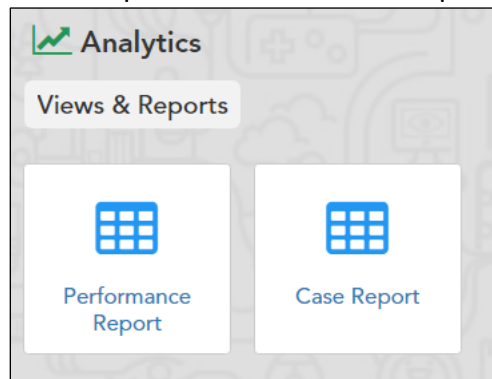 Analytics
Views & Reports
Performance
Report
Case Report